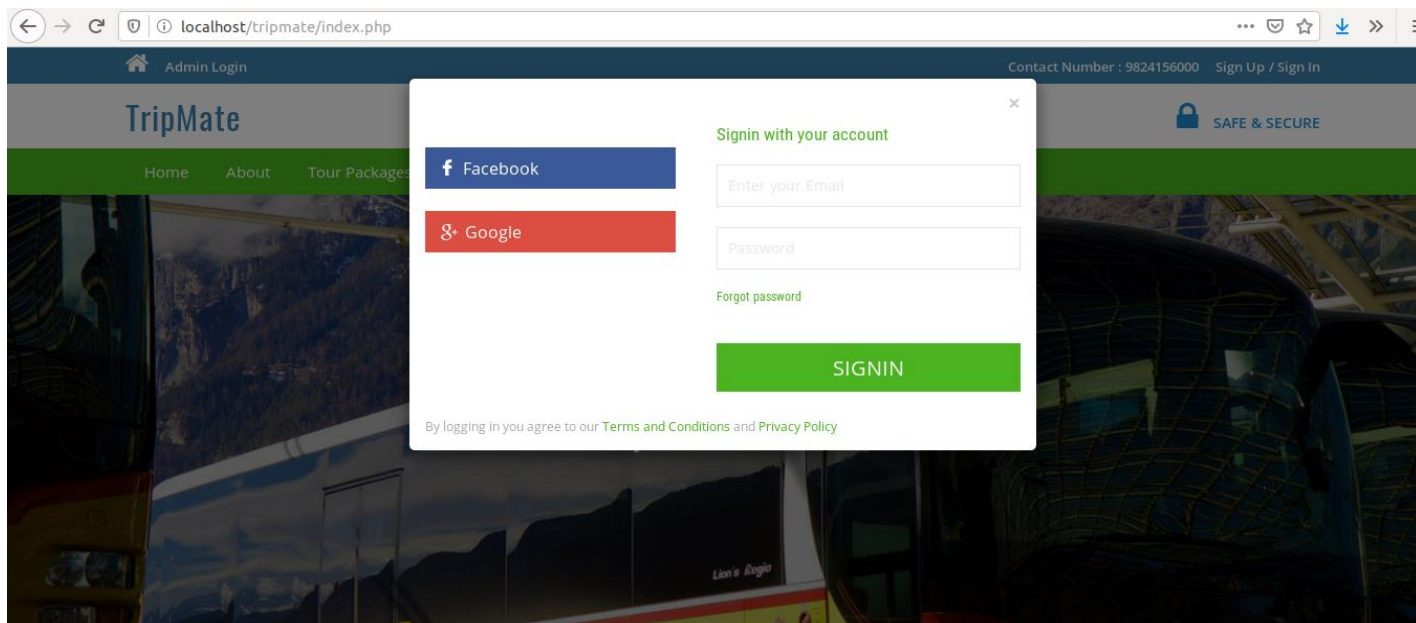 localhost/tripmate/index.php
Admin Login
Contact Number : 9824156000 Sign Up / Sign In
TripMate
SAFE & SECURE
Home About Tour Packages
×
Signin with your account
Facebook
Google
Enter your Email
Password
Forgot password
SIGNIN
By logging in you agree to our Terms and Conditions and Privacy Policy
Lion's Regio